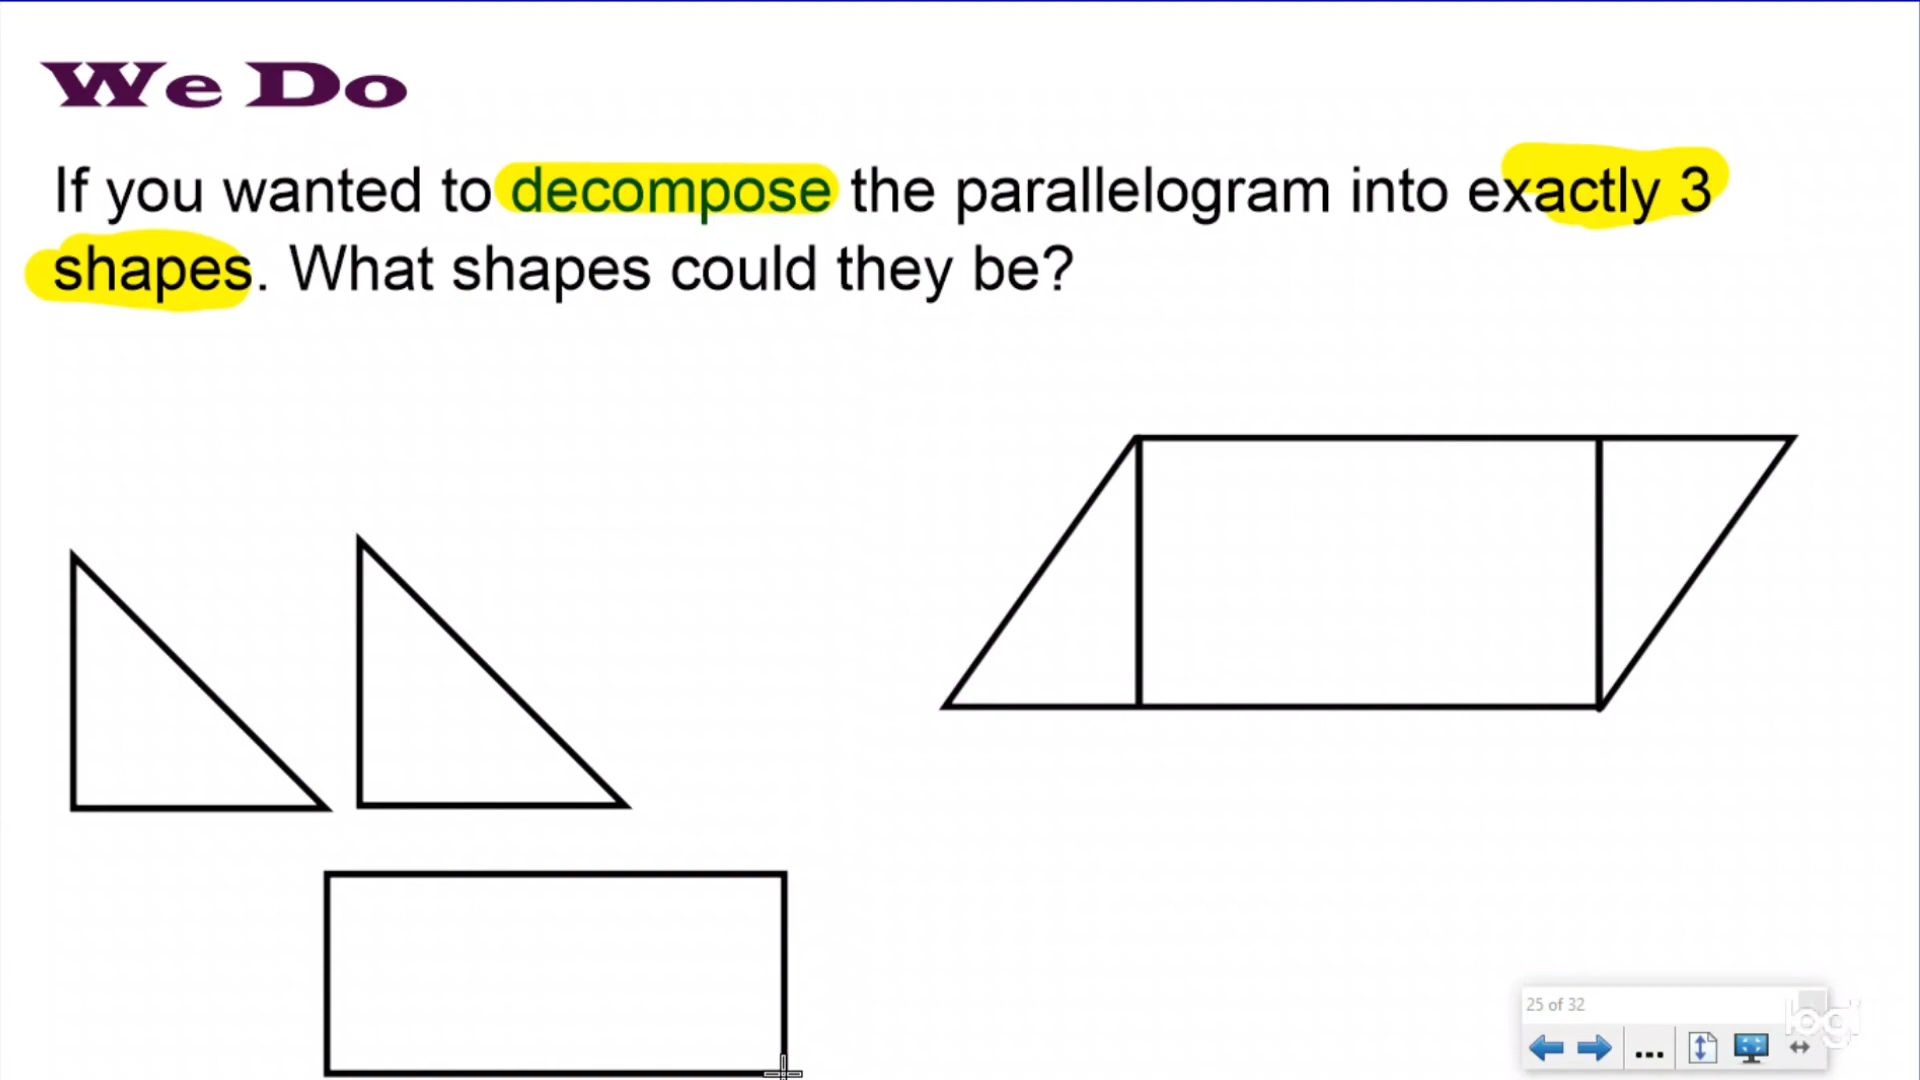 We Do
If you wanted to decompose the parallelogram into exactly 3
shapes. What shapes could they be?
25 of 32
...
logi